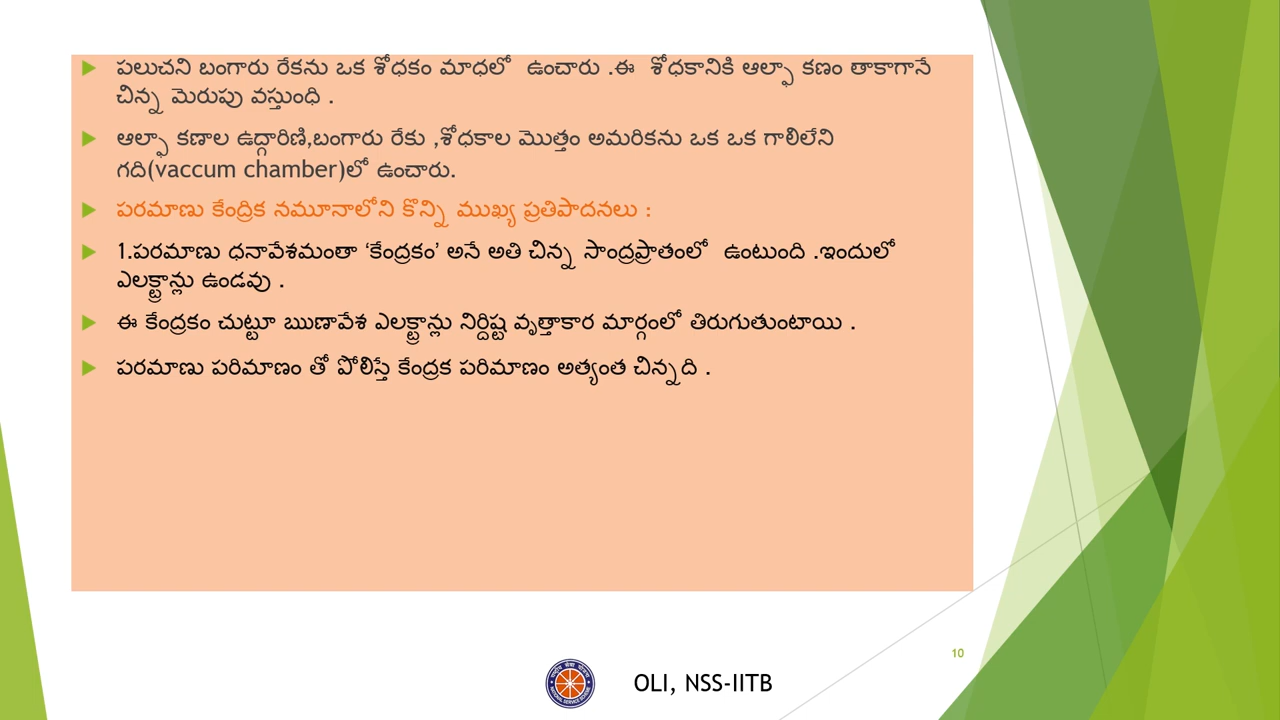 పలుచని బంగారు రేకను ఒక శోధకం మాధలో ఉంచారు .ఈ శోధకానికి ఆల్ఫా కణం తాకాగానే
చిన్న మెరుపు వస్తుంధి .
ఆల్ఫా కణాల ఉద్గారిణి,బంగారు రేకు ,శోధకాల మొత్తం అమరికను ఒక ఒక గాలిలేని
గది(vaccum chamber)లో ఉంచారు.
పరమాణు కేంద్రిక నమూనాలోని కొన్ని ముఖ్య ప్రతిపాదనలు :
1.పరమాణు ధనావేశమంతా ‘కేంద్రకం’ అనే అతి చిన్న సాంద్రప్రాతంలో ఉంటుంది .ఇందులో
ఎలక్ట్రాన్లు ఉండవు .
ఈ కేంద్రకం చుట్టూ ఋణావేశ ఎలక్ట్రాన్లు నిర్దిష్ట వృత్తాకార మార్గంలో తిరుగుతుంటాయి .
పరమాణు పరిమాణం తో పోలిస్తే కేంద్రక పరిమాణం అత్యంత చిన్నది .
10
OLI, NSS-IITB